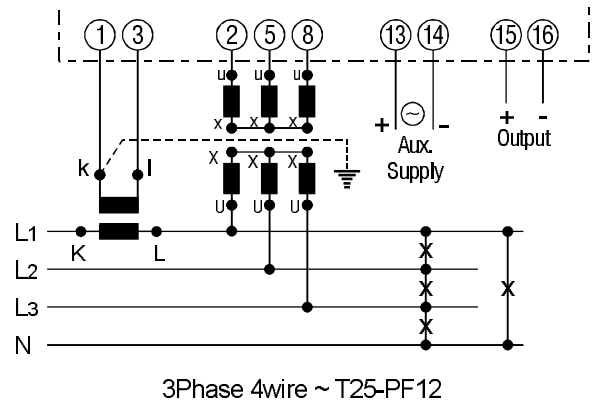 1 3 2 5 8 13 14 15 16
u u u
+ ~ - + -
x x x
Aux. Output
Supply
k l
x x x
U U U
L1
K L
X
L2
X X
L3
X
N
3Phase 4wire ~ T25-PF12